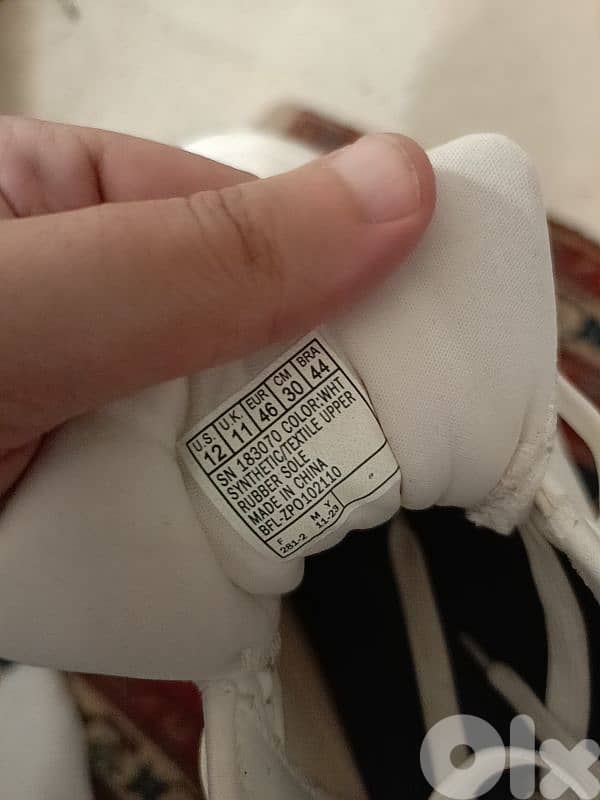 U.S. U.K. EUR CM BRA
12 11 46 30 44
SN 183070 COLOR:WHT
SYNTHETIC/TEXTILE UPPER
RUBBER SOLE
MADE IN CHINA
BFL-ZPO102110
F M Y
281-2 11-23
olx